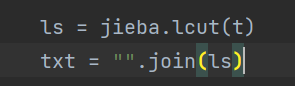 ls = jieba.lcut(t)
txt = "".join(ls)